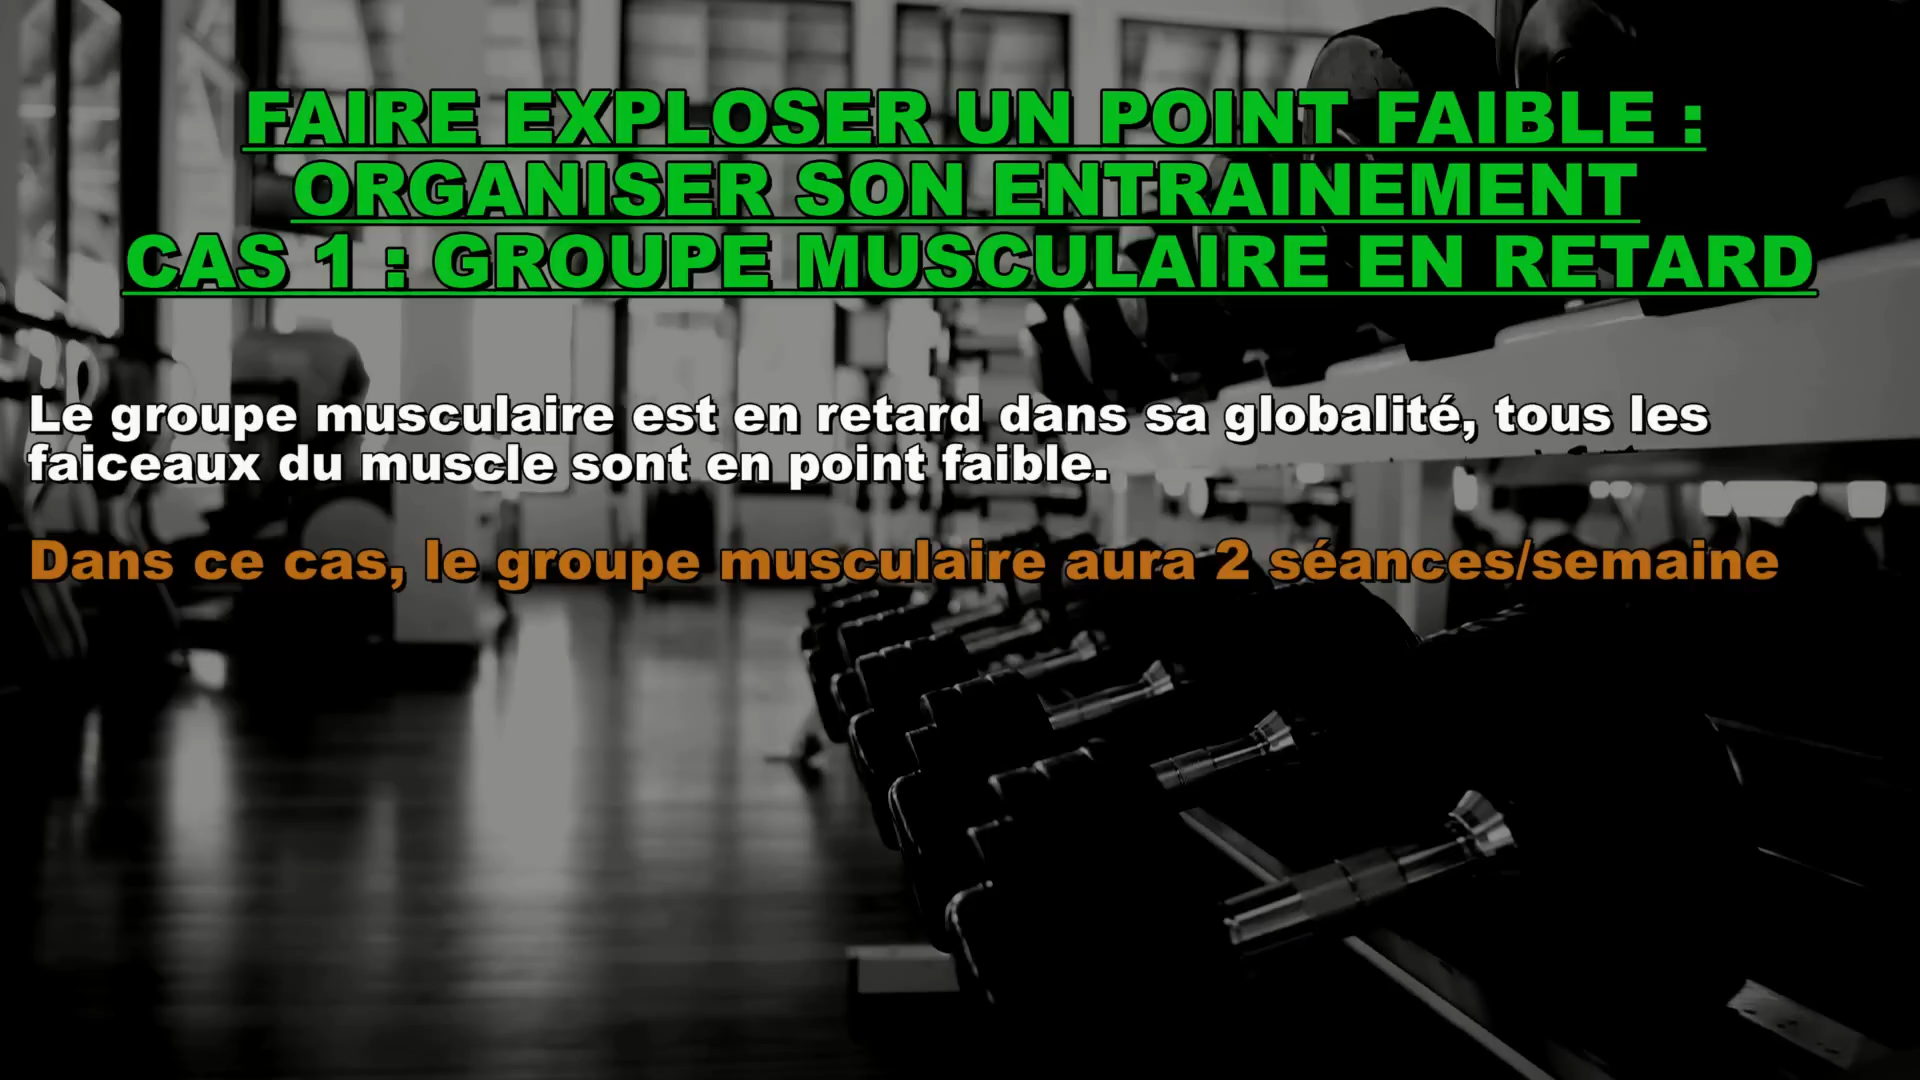 FAIRE EXPLOSER UN POINT FAIBLE :
ORGANISER SON ENTRAINEMENT
CAS 1 : GROUPE MUSCULAIRE EN RETARD
Le groupe musculaire est en retard dans sa globalité, tous les
faiceaux du muscle sont en point faible.
Dans ce cas, le groupe musculaire aura 2 séances/semaine